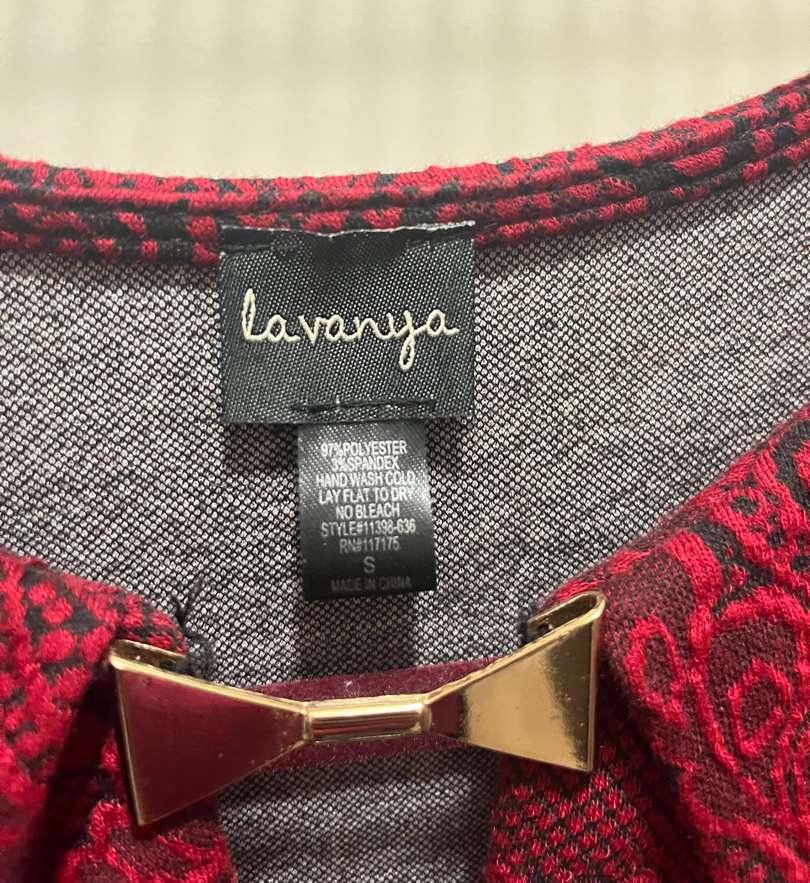 lavanya
97%POLYESTER
3%SPANDEX
HAND WASH COLD
LAY FLAT TO DRY
NO BLEACH
STYLE#11398-636
RN#117175
S
MADE IN CHINA